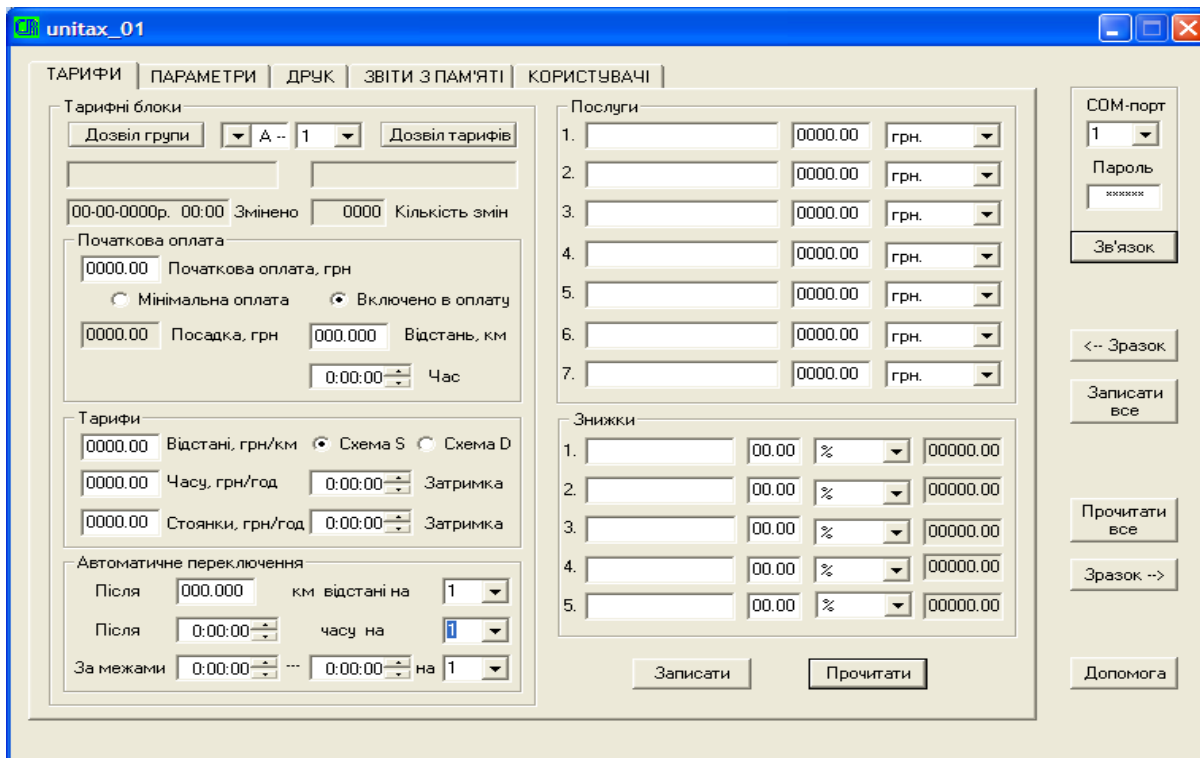 unitax_01
ТАРИФИ ПАРАМЕТРИ ДРУК ЗВІТИ З ПАМ'ЯТІ КОРИСТУВАЧІ
Тарифні блоки
Дозвіл групи А -- 1 Дозвіл тарифів
00-00-0000р. 00:00 Змінено 0000 Кількість змін
Початкова оплата
0000.00 Початкова оплата, грн
Мінімальна оплата Включено в оплату
0000.00 Посадка, грн 000.000 Відстань, км
0:00:00 Час
Тарифи
0000.00 Відстані, грн/км Схема S Схема D
0000.00 Часу, грн/год 0:00:00 Затримка
0000.00 Стоянки, грн/год 0:00:00 Затримка
Автоматичне переключення
Після 000.000 км відстані на 1
Після 0:00:00 часу на 1
За межами 0:00:00 --- 0:00:00 на 1
Послуги
1. 0000.00 грн.
2. 0000.00 грн.
3. 0000.00 грн.
4. 0000.00 грн.
5. 0000.00 грн.
6. 0000.00 грн.
7. 0000.00 грн.
Знижки
1. 00.00 % 00000.00
2. 00.00 % 00000.00
3. 00.00 % 00000.00
4. 00.00 % 00000.00
5. 00.00 % 00000.00
Записати Прочитати
COM-порт
1
Пароль
××××××
Зв'язок
<-- Зразок
Записати
все
Прочитати
все
Зразок -->
Допомога